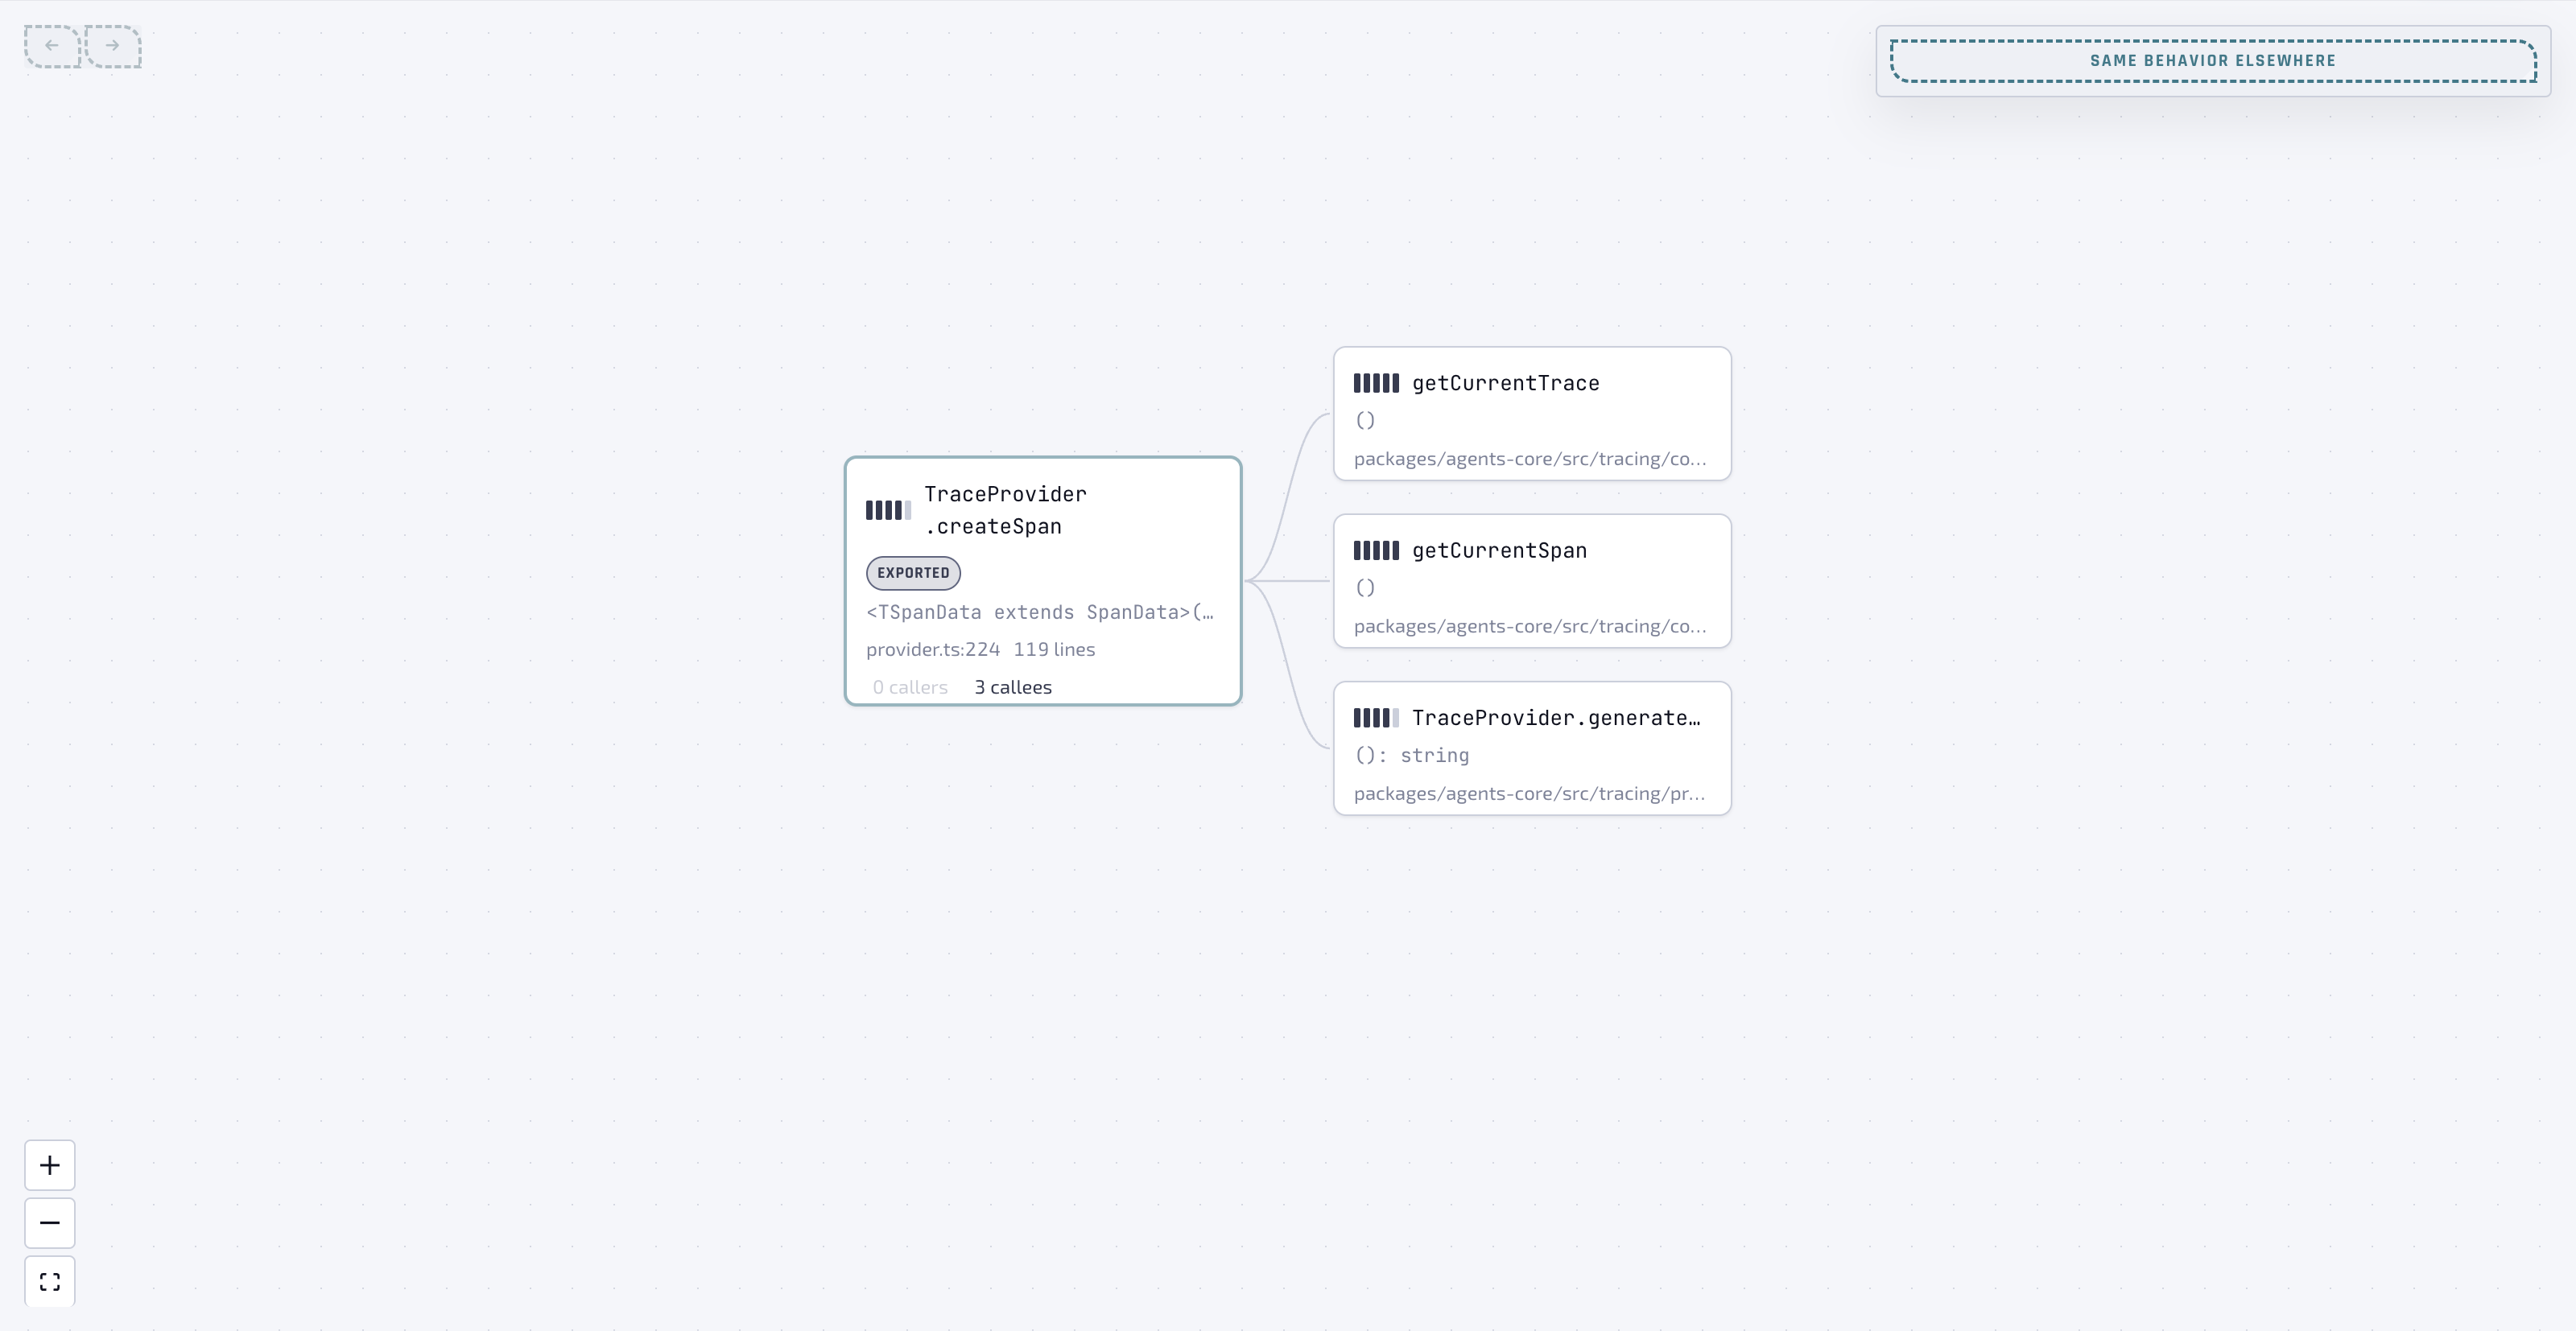 SAME BEHAVIOR ELSEWHERE
TraceProvider
.createSpan
EXPORTED
<TSpanData extends SpanData>(…
provider.ts:224 119 lines
0 callers 3 callees
getCurrentTrace
()
packages/agents-core/src/tracing/co…
getCurrentSpan
()
packages/agents-core/src/tracing/co…
TraceProvider.generate…
(): string
packages/agents-core/src/tracing/pr…